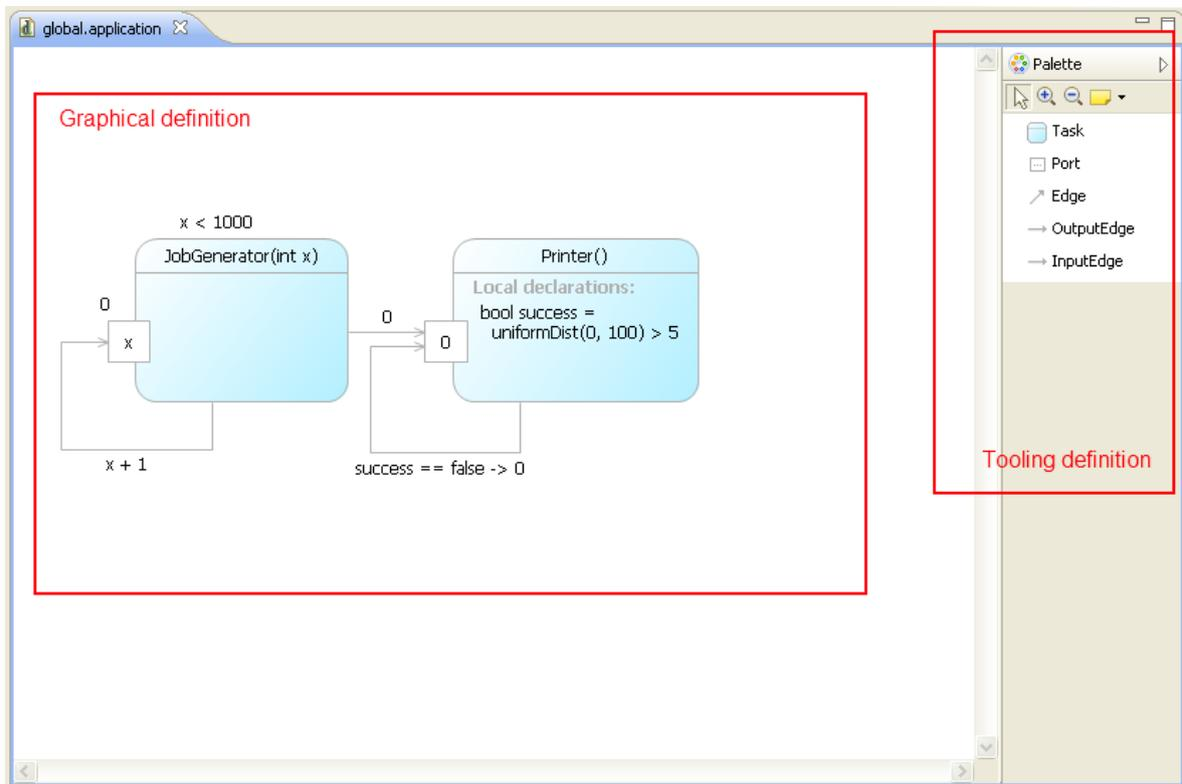 global.application
Palette
Graphical definition
Task
Port
Edge
OutputEdge
InputEdge
x < 1000
JobGenerator(int x)
Printer()
Local declarations:
bool success =
uniformDist(0, 100) > 5
0
0
x
0
x + 1
success == false -> 0
Tooling definition